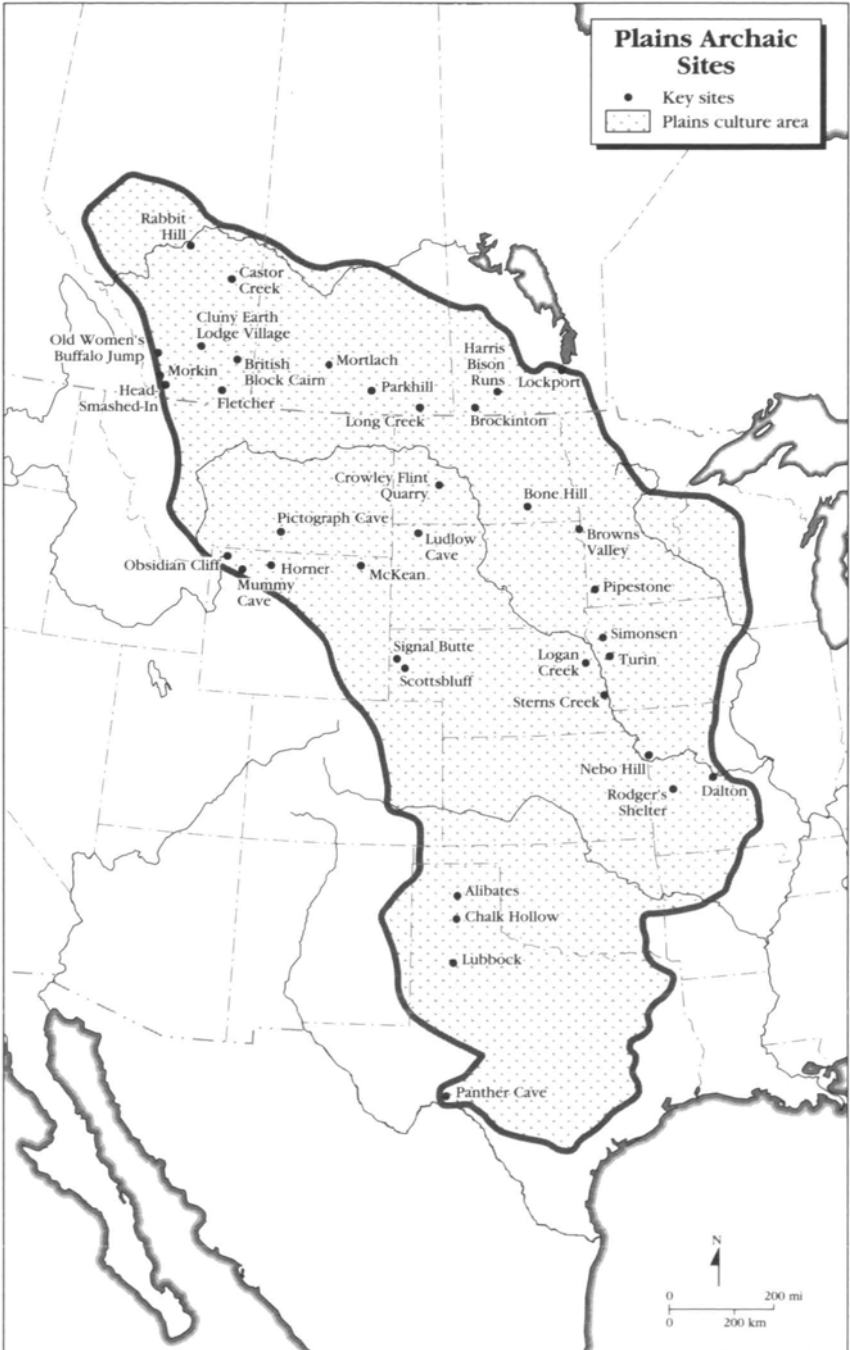 Plains Archaic
Sites
Key sites
Plains culture area
Rabbit
Hill
Castor
Creek
Cluny Earth
Lodge Village
Old Women's
Buffalo Jump
Morkin
Head-
Smashed-In
British
Block Cairn
Fletcher
Mortlach
Parkhill
Long Creek
Harris
Bison
Runs
Lockport
Brockinton
Crowley Flint
Quarry
Bone Hill
Pictograph Cave
Ludlow
Cave
Browns
Valley
Obsidian Cliff
Horner
McKean
Mummy
Cave
Pipestone
Simonsen
Signal Butte
Logan
Creek
Turin
Scottsbluff
Sterns Creek
Nebo Hill
Rodger's
Shelter
Dalton
Alibates
Chalk Hollow
Lubbock
Panther Cave
N
0 200 mi
0 200 km